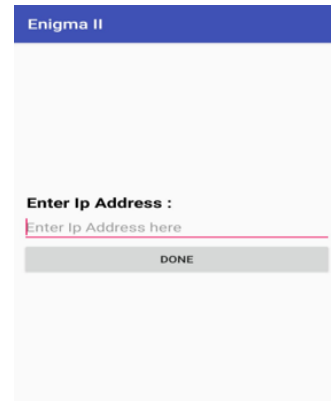 Enigma II
Enter Ip Address :
Enter Ip Address here
DONE